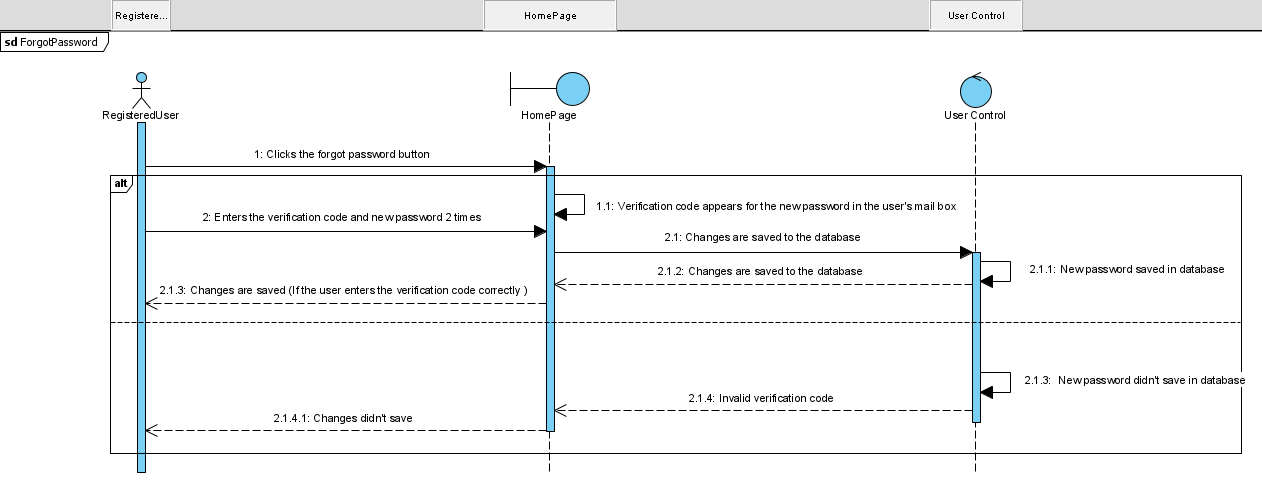 Registere...
HomePage
User Control
sd ForgotPassword
RegisteredUser
HomePage
User Control
1: Clicks the forgot password button
alt
1.1: Verification code appears for the new password in the user's mail box
2: Enters the verification code and new password 2 times
2.1: Changes are saved to the database
2.1.1: New password saved in database
2.1.2: Changes are saved to the database
2.1.3: Changes are saved (If the user enters the verification code correctly )
2.1.3: New password didn't save in database
2.1.4: Invalid verification code
2.1.4.1: Changes didn't save